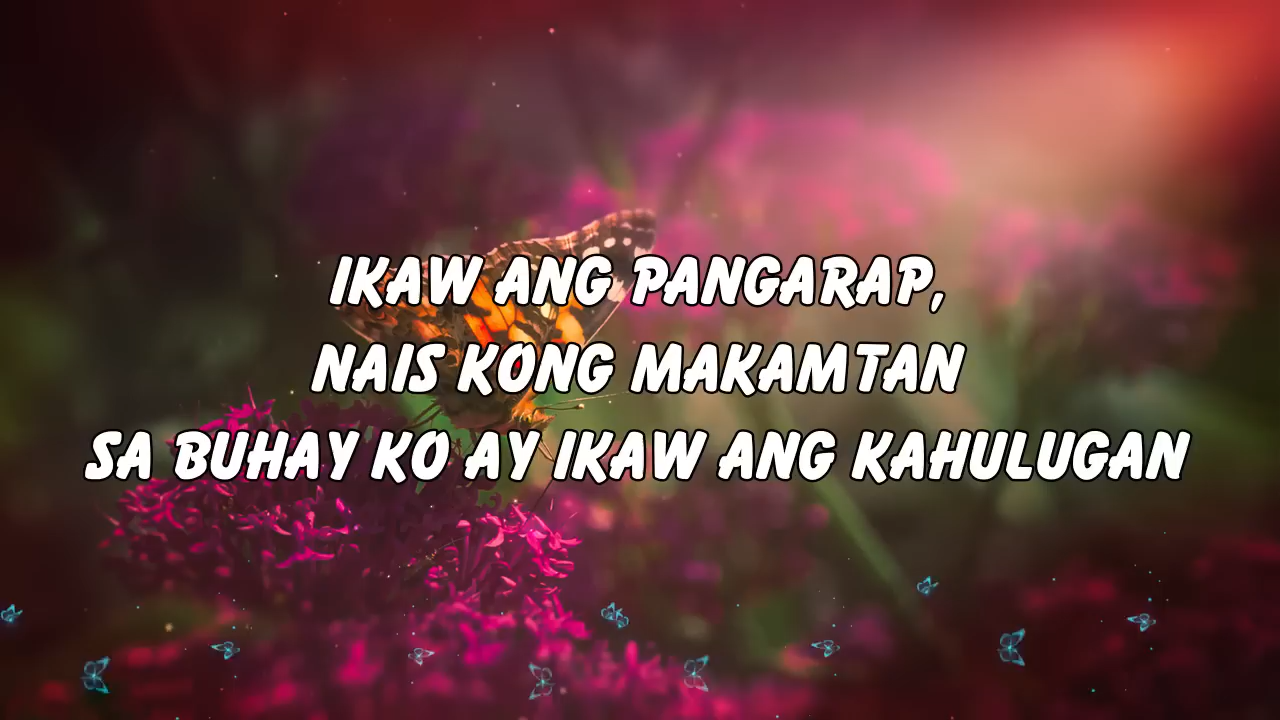 IKAW ANG PANGARAP,
NAIS KONG MAKAMTAN
SA BUHAY KO AY IKAW ANG KAHULUGAN